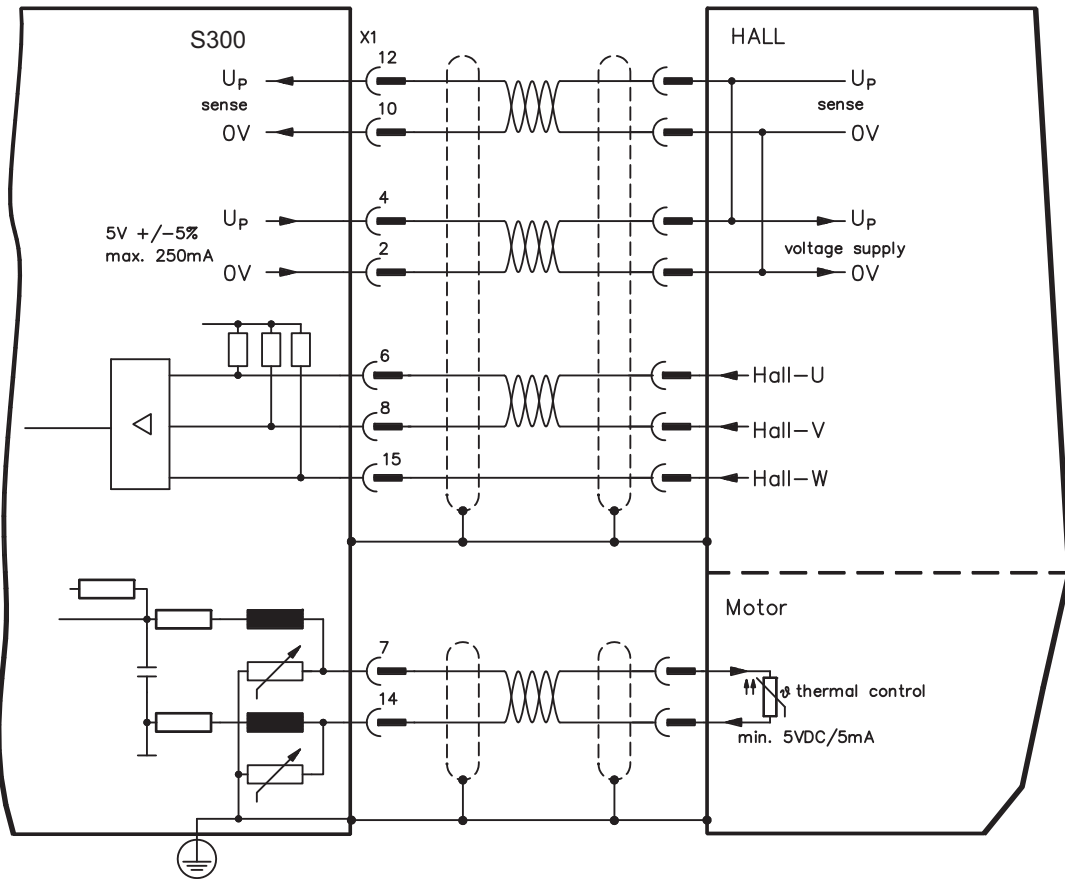 S300
X1
HALL
12
UP
UP
sense
sense
10
0V
0V
4
UP
UP
5V +/−5%
max. 250mA
voltage supply
2
0V
0V
6
Hall−U
8
Hall−V
15
Hall−W
Motor
7
ϑ thermal control
14
min. 5VDC/5mA